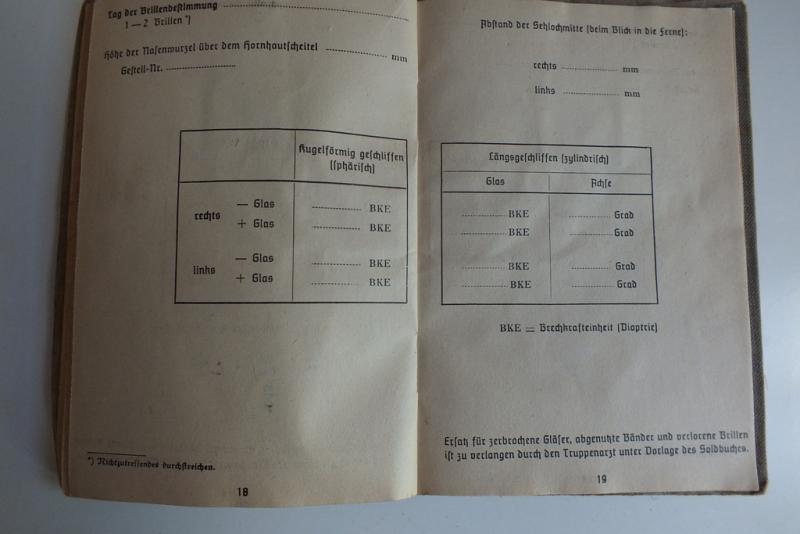 Tag der Brillenbestimmung
1—2 Brillen *)
Höhe der Nasenwurzel über dem Hornhautscheitel mm
Gestell-Nr.
Kugelförmig geschliffen
(sphärisch)
rechts
— Glas BKE
+ Glas BKE
links
— Glas BKE
+ Glas BKE
*) Nichtzutreffendes durchstreichen.
18
Abstand der Sehlochmitte (beim Blick in die Ferne):
rechts mm
links mm
Längsgeschliffen (zylindrisch)
Glas Achse
BKE Grad
BKE Grad
BKE Grad
BKE Grad
BKE = Brechkrafteinheit (Dioptrie)
Ersatz für zerbrochene Gläser, abgenutzte Bänder und verlorene Brillen
ist zu verlangen durch den Truppenarzt unter Vorlage des Soldbuches.
19